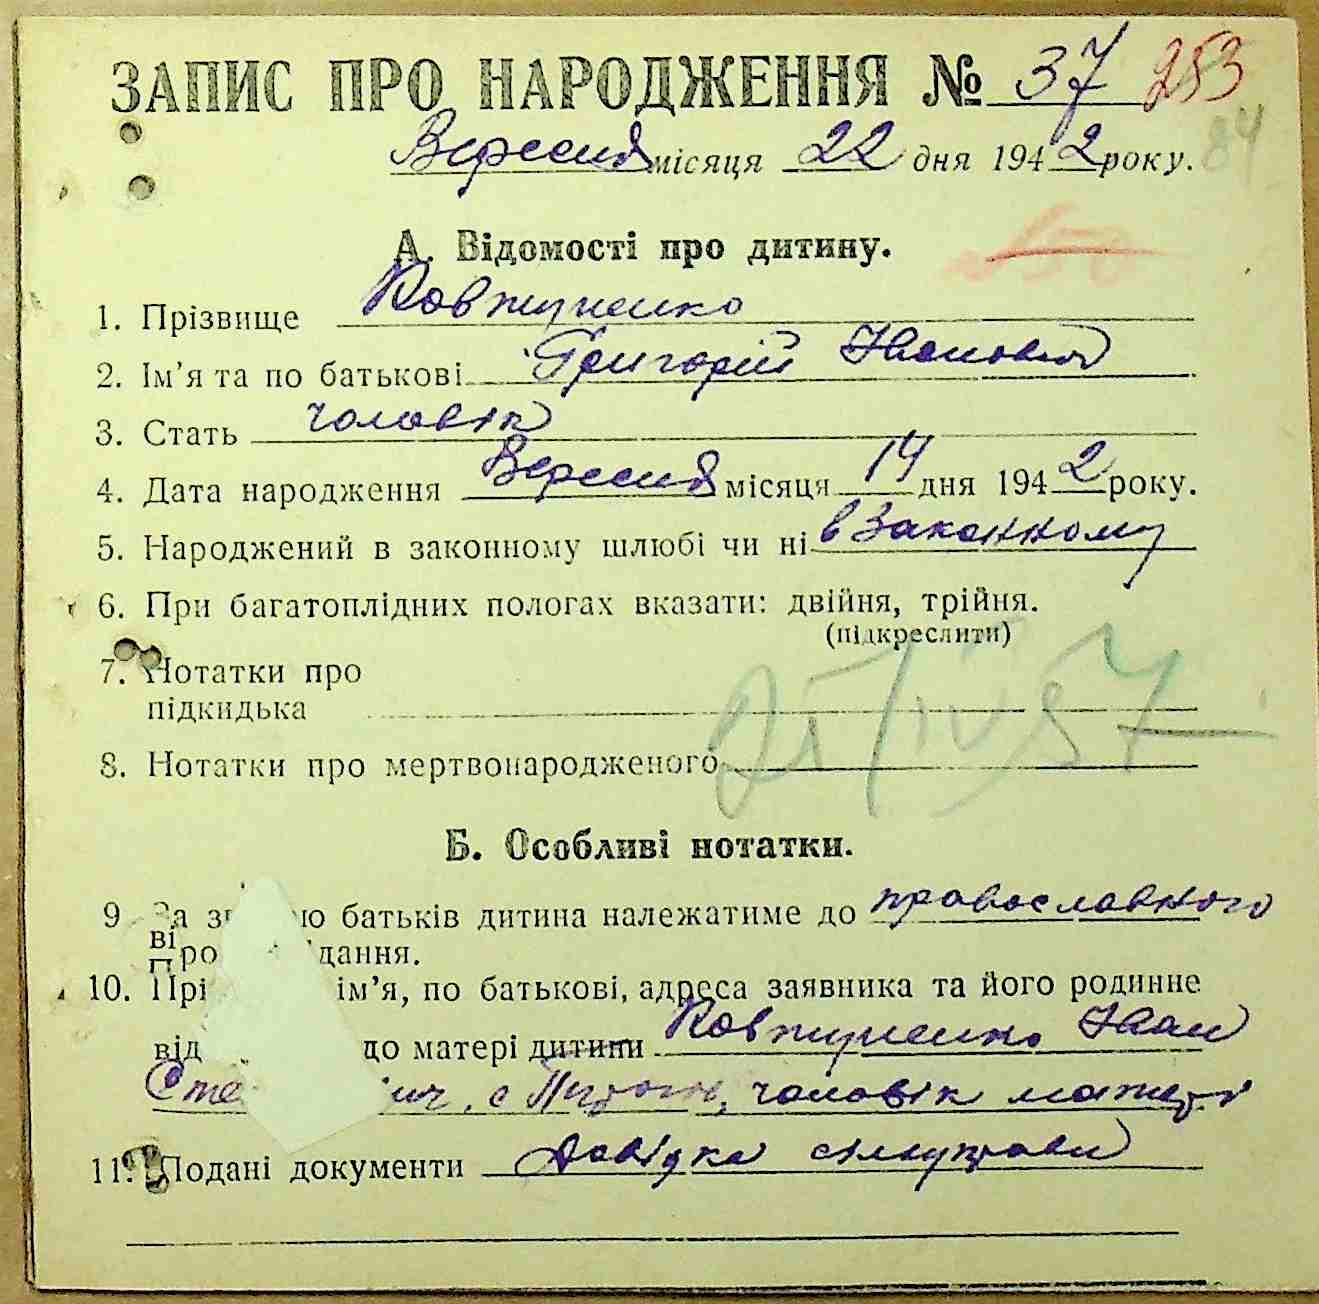 ЗАПИС ПРО НАРОДЖЕННЯ № 37 253
Вересня місяця 22 дня 1942 року. 84
А. Відомості про дитину.
1. Прізвище Ковтуненко
2. Ім’я та по батькові Григорій Іванович
3. Стать чоловік
4. Дата народження Вересня місяця 14 дня 1942 року.
5. Народжений в законному шлюбі чи ні в Законному
6. При багатоплідних пологах вказати: двійня, трійня.
(підкреслити)
7. Нотатки про
підкидька
8. Нотатки про мертвонародженого
Б. Особливі нотатки.
9 За батьків дитина належатиме до православного
10. ім’я, по батькові, адреса заявника та його родинне
до матері дитини Ковтуненко Іван
с чоловік матері
11. Подані документи Довідка сільуправи